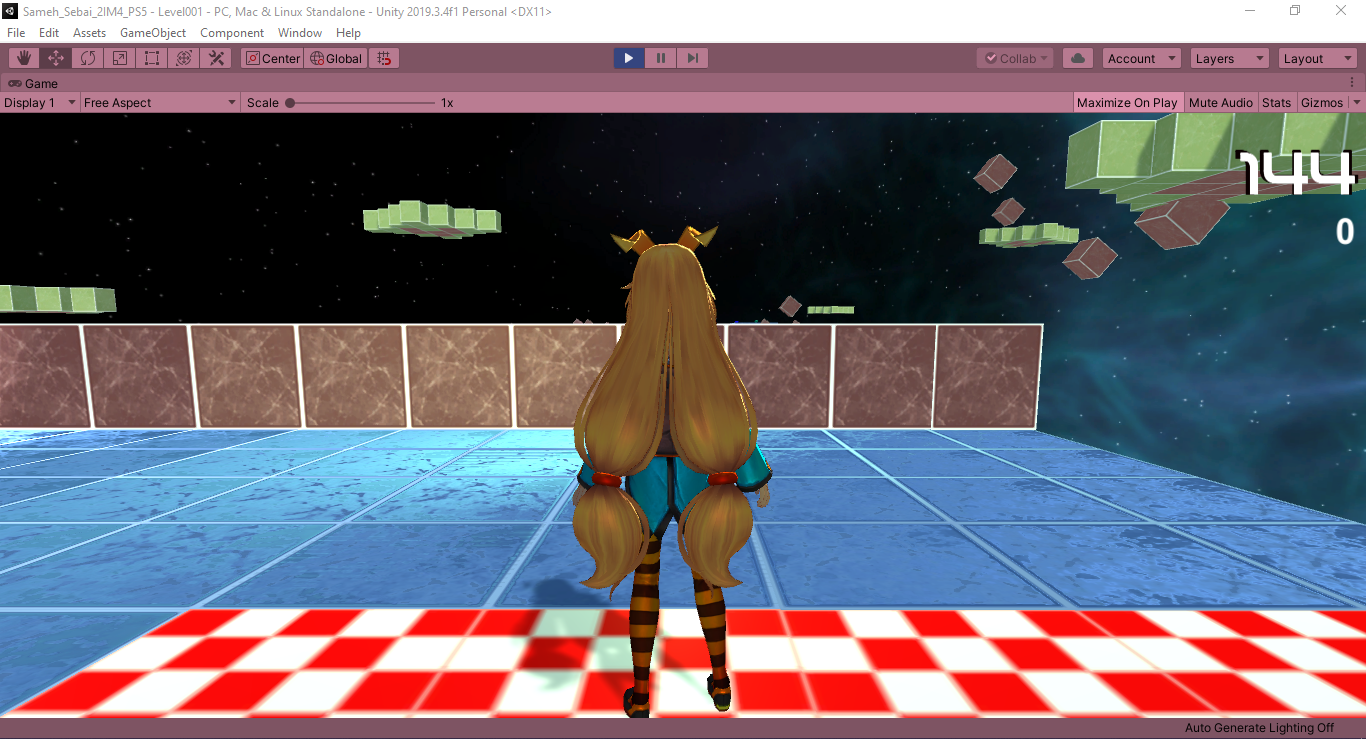 Sameh_Sebai_2IM4_PS5 - Level001 - PC, Mac & Linux Standalone - Unity 2019.3.4f1 Personal <DX11>
File Edit Assets GameObject Component Window Help
Center Global Collab Account Layers Layout
Game
Display 1 Free Aspect Scale 1x Maximize On Play Mute Audio Stats Gizmos
144
0
Auto Generate Lighting Off